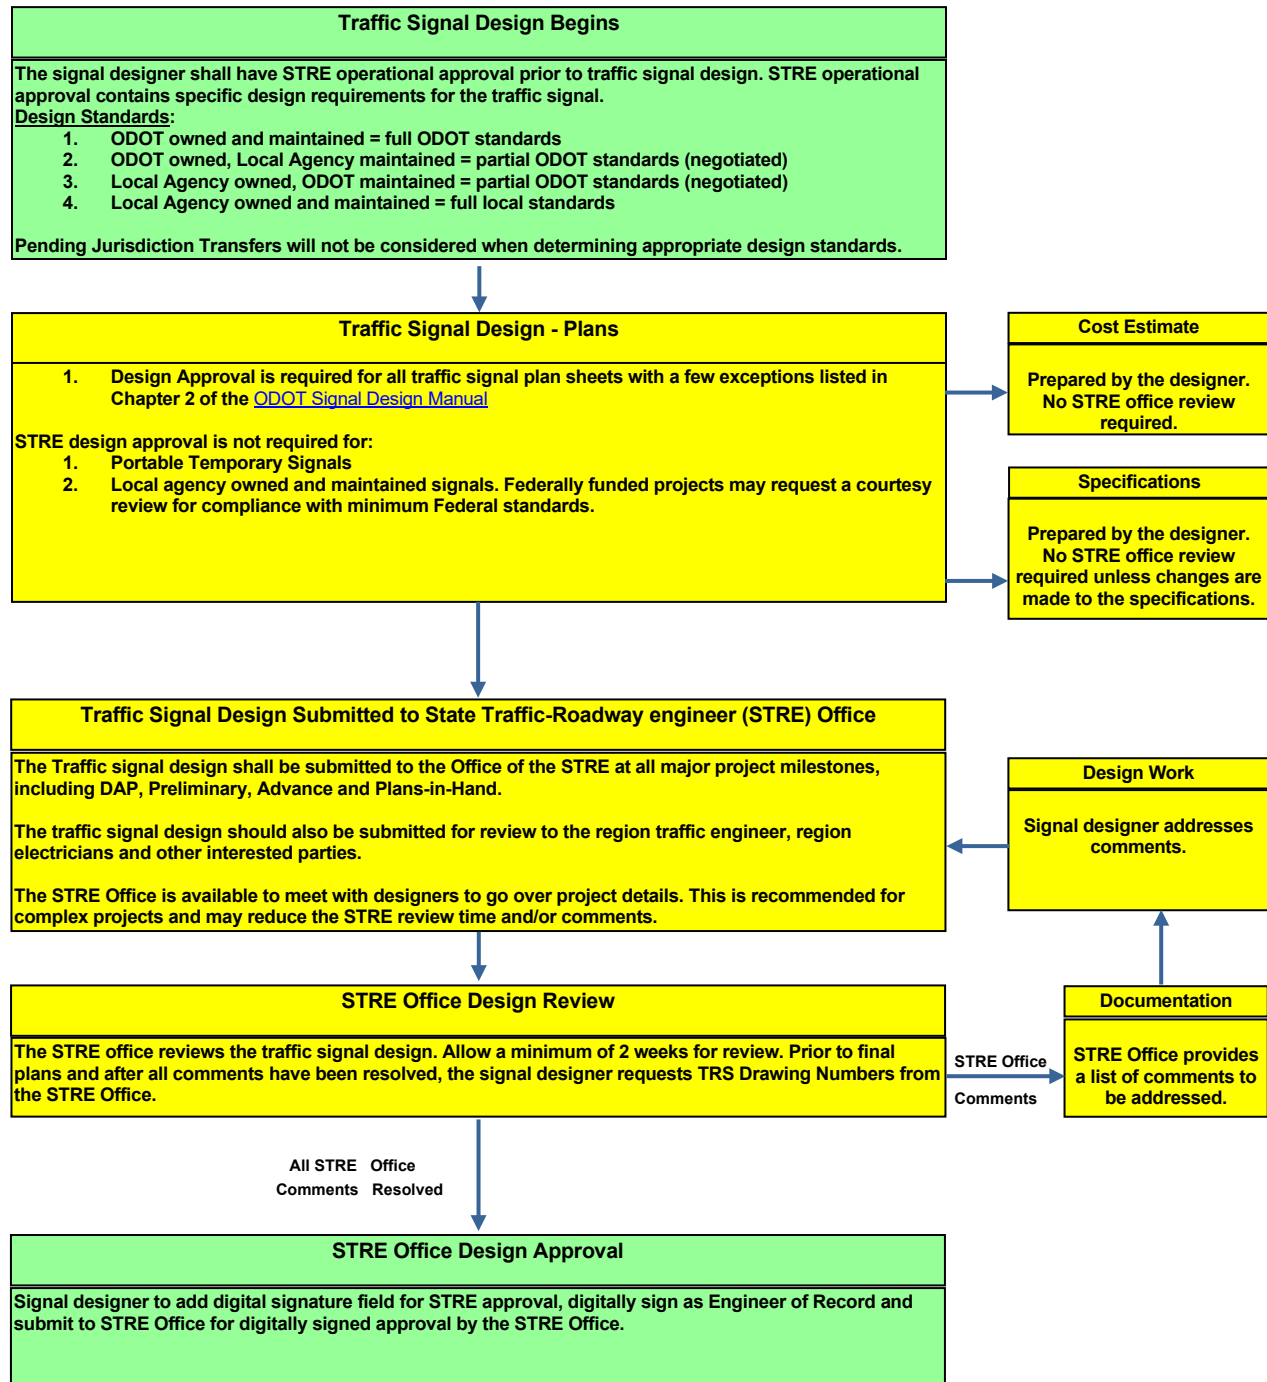 Traffic Signal Design Begins
The signal designer shall have STRE operational approval prior to traffic signal design. STRE operational
approval contains specific design requirements for the traffic signal.
Design Standards:
1. ODOT owned and maintained = full ODOT standards
2. ODOT owned, Local Agency maintained = partial ODOT standards (negotiated)
3. Local Agency owned, ODOT maintained = partial ODOT standards (negotiated)
4. Local Agency owned and maintained = full local standards
Pending Jurisdiction Transfers will not be considered when determining appropriate design standards.
Traffic Signal Design - Plans
1. Design Approval is required for all traffic signal plan sheets with a few exceptions listed in
Chapter 2 of the ODOT Signal Design Manual
STRE design approval is not required for:
1. Portable Temporary Signals
2. Local agency owned and maintained signals. Federally funded projects may request a courtesy
review for compliance with minimum Federal standards.
Cost Estimate
Prepared by the designer.
No STRE office review
required.
Specifications
Prepared by the designer.
No STRE office review
required unless changes are
made to the specifications.
Traffic Signal Design Submitted to State Traffic-Roadway engineer (STRE) Office
The Traffic signal design shall be submitted to the Office of the STRE at all major project milestones,
including DAP, Preliminary, Advance and Plans-in-Hand.
The traffic signal design should also be submitted for review to the region traffic engineer, region
electricians and other interested parties.
The STRE Office is available to meet with designers to go over project details. This is recommended for
complex projects and may reduce the STRE review time and/or comments.
Design Work
Signal designer addresses
comments.
STRE Office Design Review
The STRE office reviews the traffic signal design. Allow a minimum of 2 weeks for review. Prior to final
plans and after all comments have been resolved, the signal designer requests TRS Drawing Numbers from
the STRE Office.
STRE Office
Comments
Documentation
STRE Office provides
a list of comments to
be addressed.
All STRE Office
Comments Resolved
STRE Office Design Approval
Signal designer to add digital signature field for STRE approval, digitally sign as Engineer of Record and
submit to STRE Office for digitally signed approval by the STRE Office.